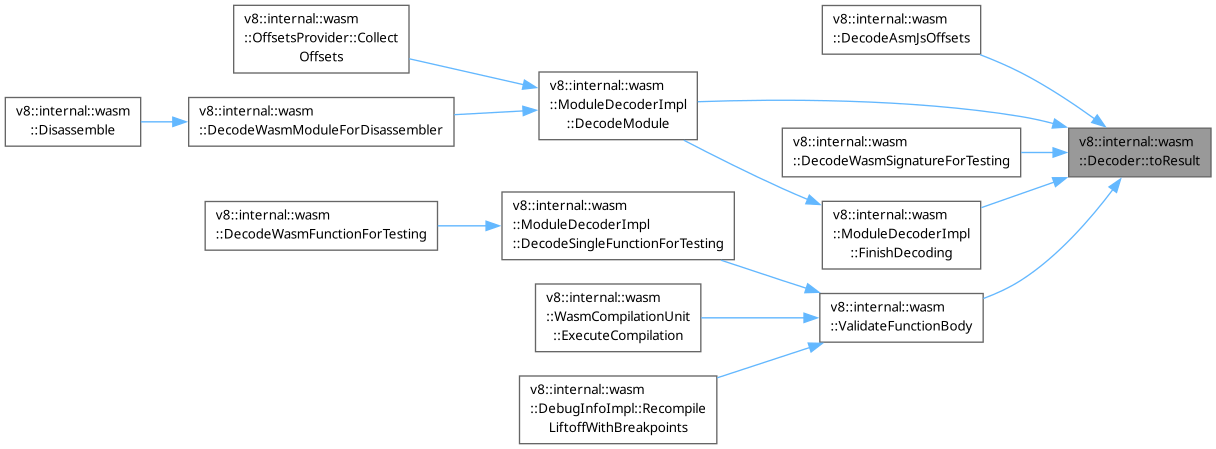 v8::internal::wasm
::OffsetsProvider::Collect
Offsets
v8::internal::wasm
::DecodeAsmJsOffsets
v8::internal::wasm
::ModuleDecoderImpl
::DecodeModule
v8::internal::wasm
::Disassemble
v8::internal::wasm
::DecodeWasmModuleForDisassembler
v8::internal::wasm
::DecodeWasmSignatureForTesting
v8::internal::wasm
::Decoder::toResult
v8::internal::wasm
::DecodeWasmFunctionForTesting
v8::internal::wasm
::ModuleDecoderImpl
::DecodeSingleFunctionForTesting
v8::internal::wasm
::ModuleDecoderImpl
::FinishDecoding
v8::internal::wasm
::WasmCompilationUnit
::ExecuteCompilation
v8::internal::wasm
::ValidateFunctionBody
v8::internal::wasm
::DebugInfoImpl::Recompile
LiftoffWithBreakpoints